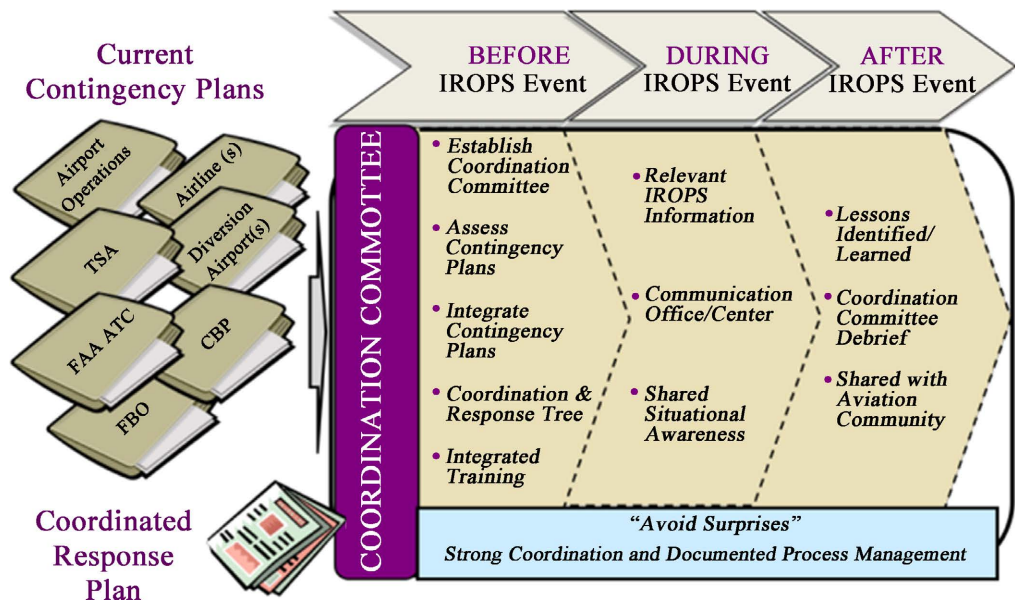 Current
Contingency Plans
Airport
Operations
Airline (s)
TSA
Diversion
Airport(s)
FAA ATC
CBP
FBO
Coordinated
Response
Plan
COORDINATION COMMOTTEE
BEFORE
IROPS Event
• Establish
Coordination
Committee
• Assess
Contingency
Plans
• Integrate
Contingency
Plans
• Coordination &
Response Tree
• Integrated
Training
DURING
IROPS Event
• Relevant
IROPS
Information
• Communication
Office/Center
• Shared
Situational
Awareness
AFTER
IROPS Event
• Lessons
Identified/
Learned
• Coordination
Committee
Debrief
• Shared with
Aviation
Community
“Avoid Surprises”
Strong Coordination and Documented Process Management